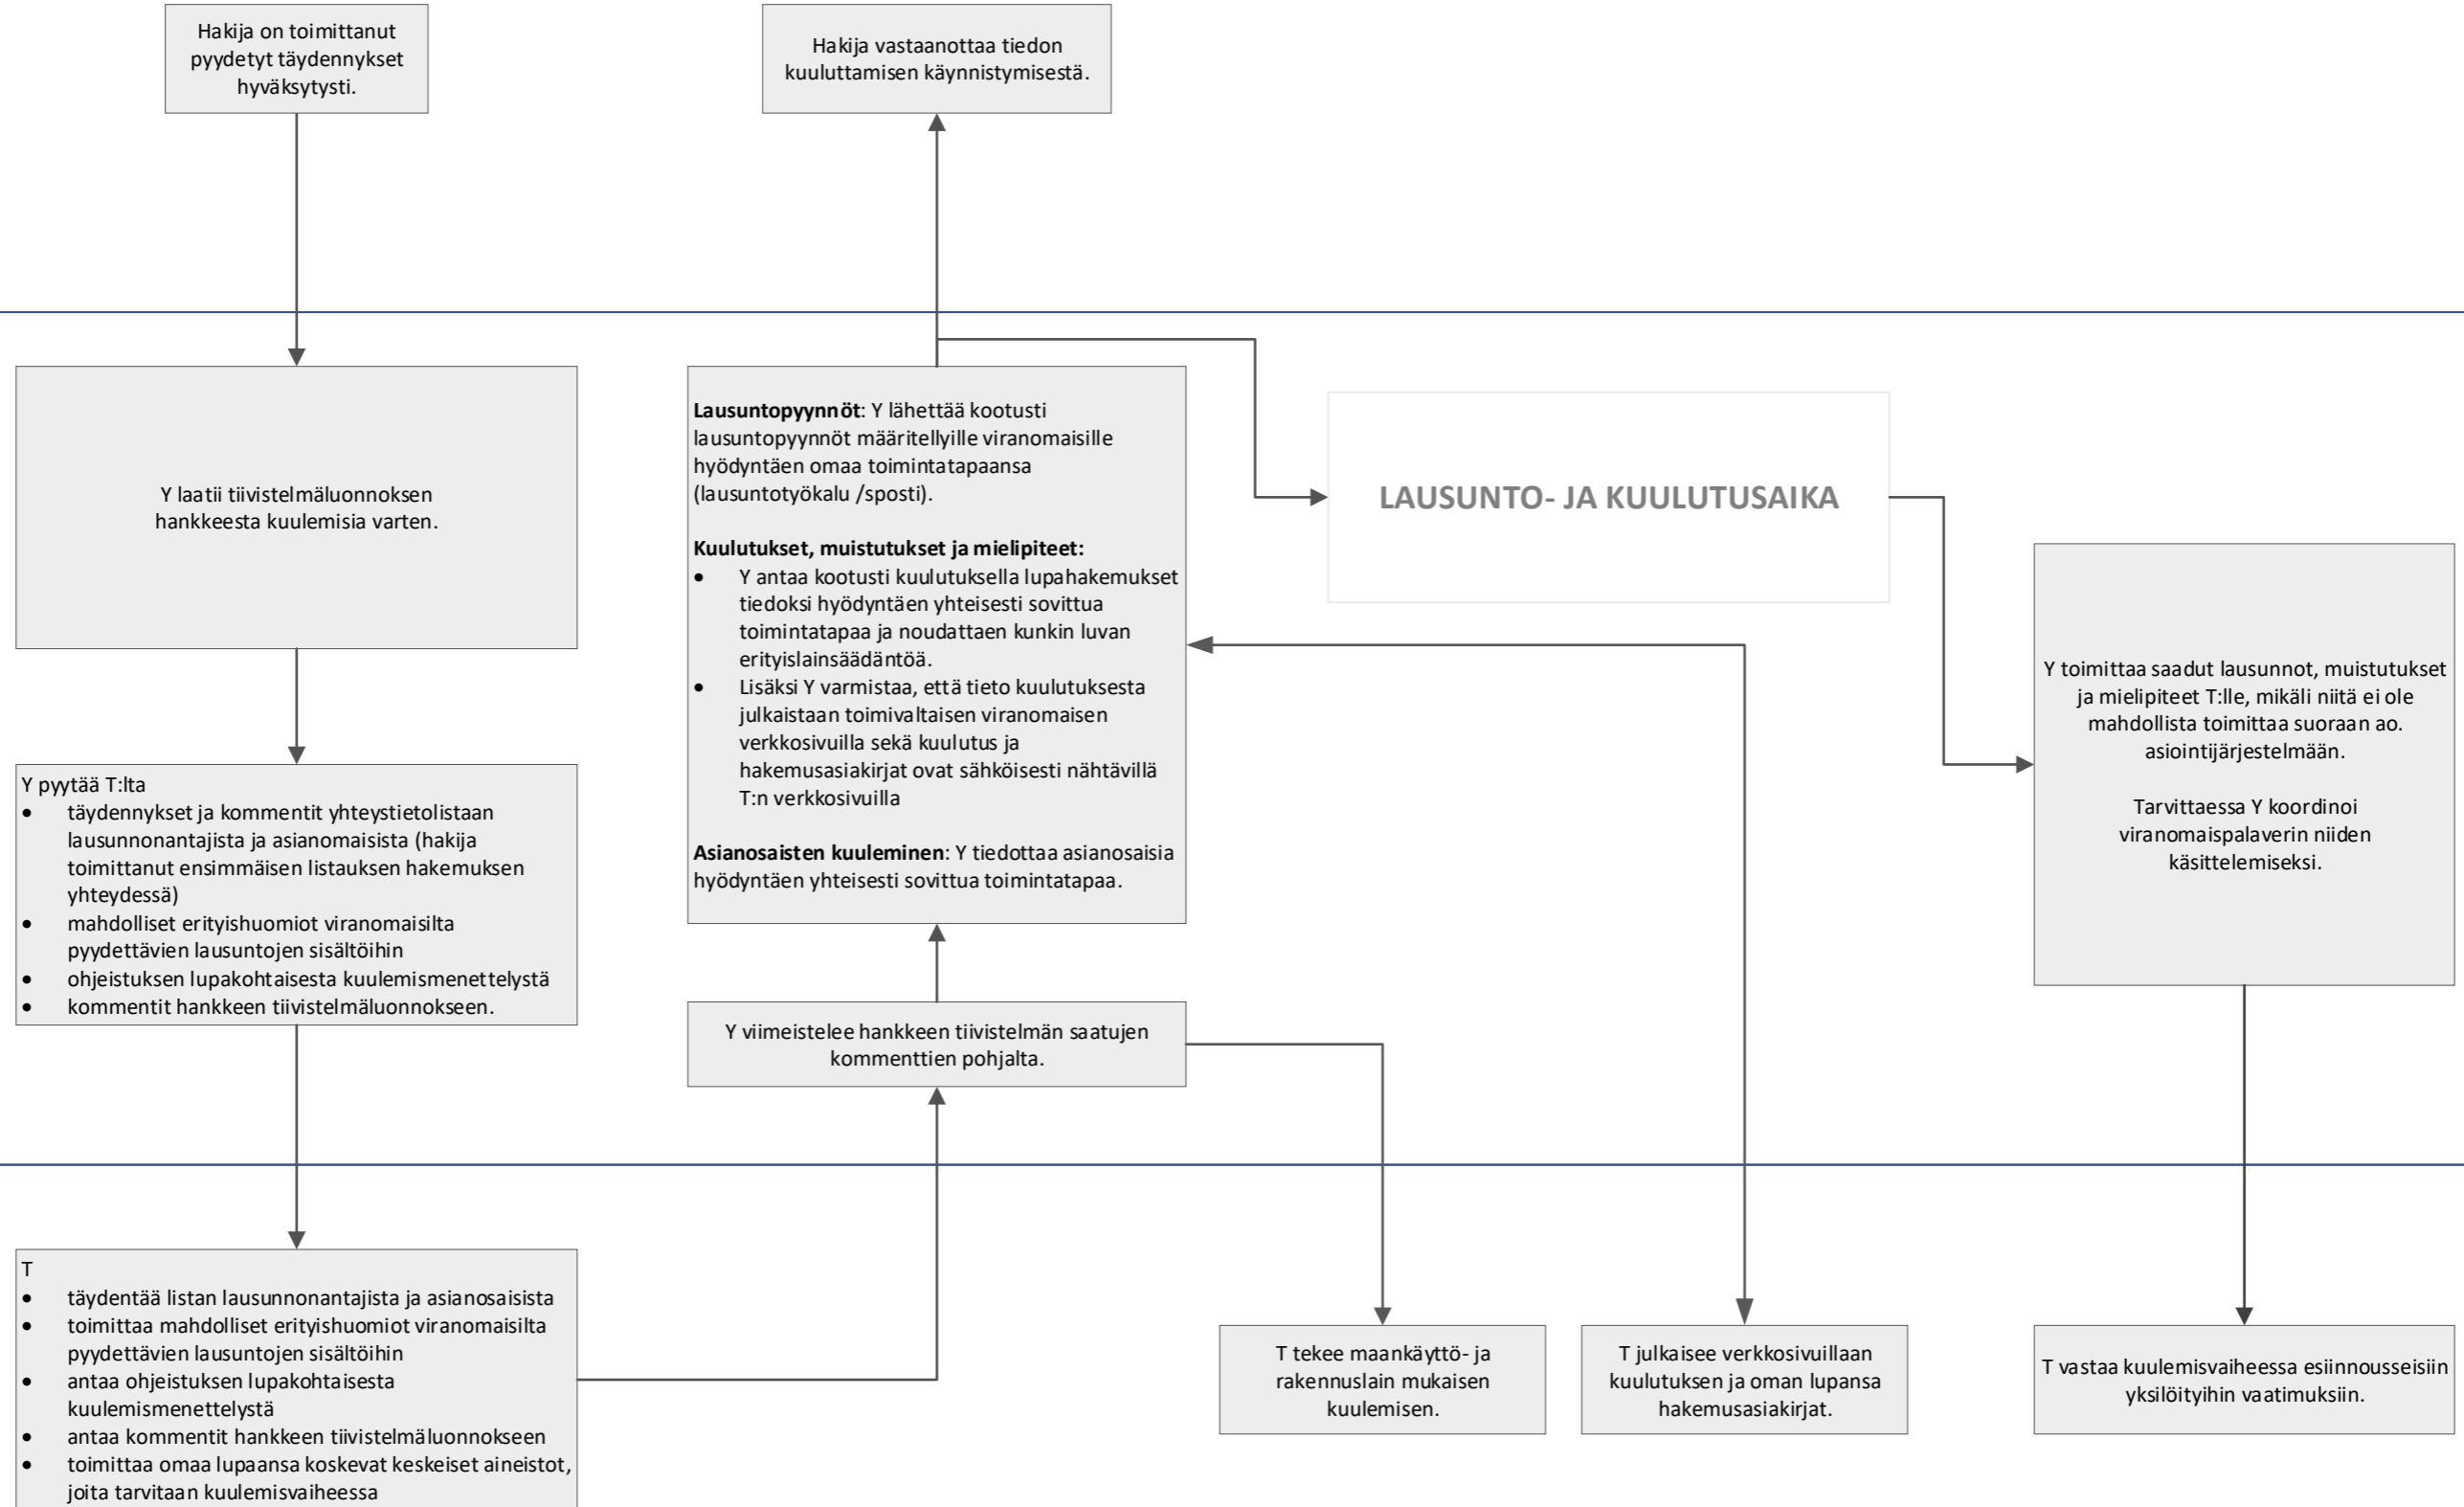 Hakija on toimittanut
pyydetyt täydennykset
hyväksytysti.
Hakija vastaanottaa tiedon
kuuluttamisen käynnistymisestä.
Y laatii tiivistelmäluonnoksen
hankkeesta kuulemisia varten.
Y pyytää T:lta
• täydennykset ja kommentit yhteystietolistaan
lausunnonantajista ja asianomaisista (hakija
toimittanut ensimmäisen listauksen hakemuksen
yhteydessä)
• mahdolliset erityishuomiot viranomaisilta
pyydettävien lausuntojen sisältöihin
• ohjeistuksen lupakohtaisesta kuulemismenettelystä
• kommentit hankkeen tiivistelmäluonnokseen.
T
• täydentää listan lausunnonantajista ja asianosaisista
• toimittaa mahdolliset erityishuomiot viranomaisilta
pyydettävien lausuntojen sisältöihin
• antaa ohjeistuksen lupakohtaisesta
kuulemismenettelystä
• antaa kommentit hankkeen tiivistelmäluonnokseen
• toimittaa omaa lupaansa koskevat keskeiset aineistot,
joita tarvitaan kuulemisvaiheessa
Lausuntopyynnöt: Y lähettää kootusti
lausuntopyynnöt määritellyille viranomaisille
hyödyntäen omaa toimintatapaansa
(lausuntotyökalu /sposti).
Kuulutukset, muistutukset ja mielipiteet:
• Y antaa kootusti kuulutuksella lupahakemukset
tiedoksi hyödyntäen yhteisesti sovittua
toimintatapaa ja noudattaen kunkin luvan
erityislainsäädäntöä.
• Lisäksi Y varmistaa, että tieto kuulutuksesta
julkaistaan toimivaltaisen viranomaisen
verkkosivuilla sekä kuulutus ja
hakemusasiakirjat ovat sähköisesti nähtävillä
T:n verkkosivuilla
Asianosaisten kuuleminen: Y tiedottaa asianosaisia
hyödyntäen yhteisesti sovittua toimintatapaa.
Y viimeistelee hankkeen tiivistelmän saatujen
kommenttien pohjalta.
LAUSUNTO- JA KUULUTUSAIKA
Y toimittaa saadut lausunnot, muistutukset
ja mielipiteet T:lle, mikäli niitä ei ole
mahdollista toimittaa suoraan ao.
asiointijärjestelmään.
Tarvittaessa Y koordinoi
viranomaispalaverin niiden
käsittelemiseksi.
T tekee maankäyttö- ja
rakennuslain mukaisen
kuulemisen.
T julkaisee verkkosivuillaan
kuulutuksen ja oman lupansa
hakemusasiakirjat.
T vastaa kuulemisvaiheessa esiinnousseisiin
yksilöityihin vaatimuksiin.